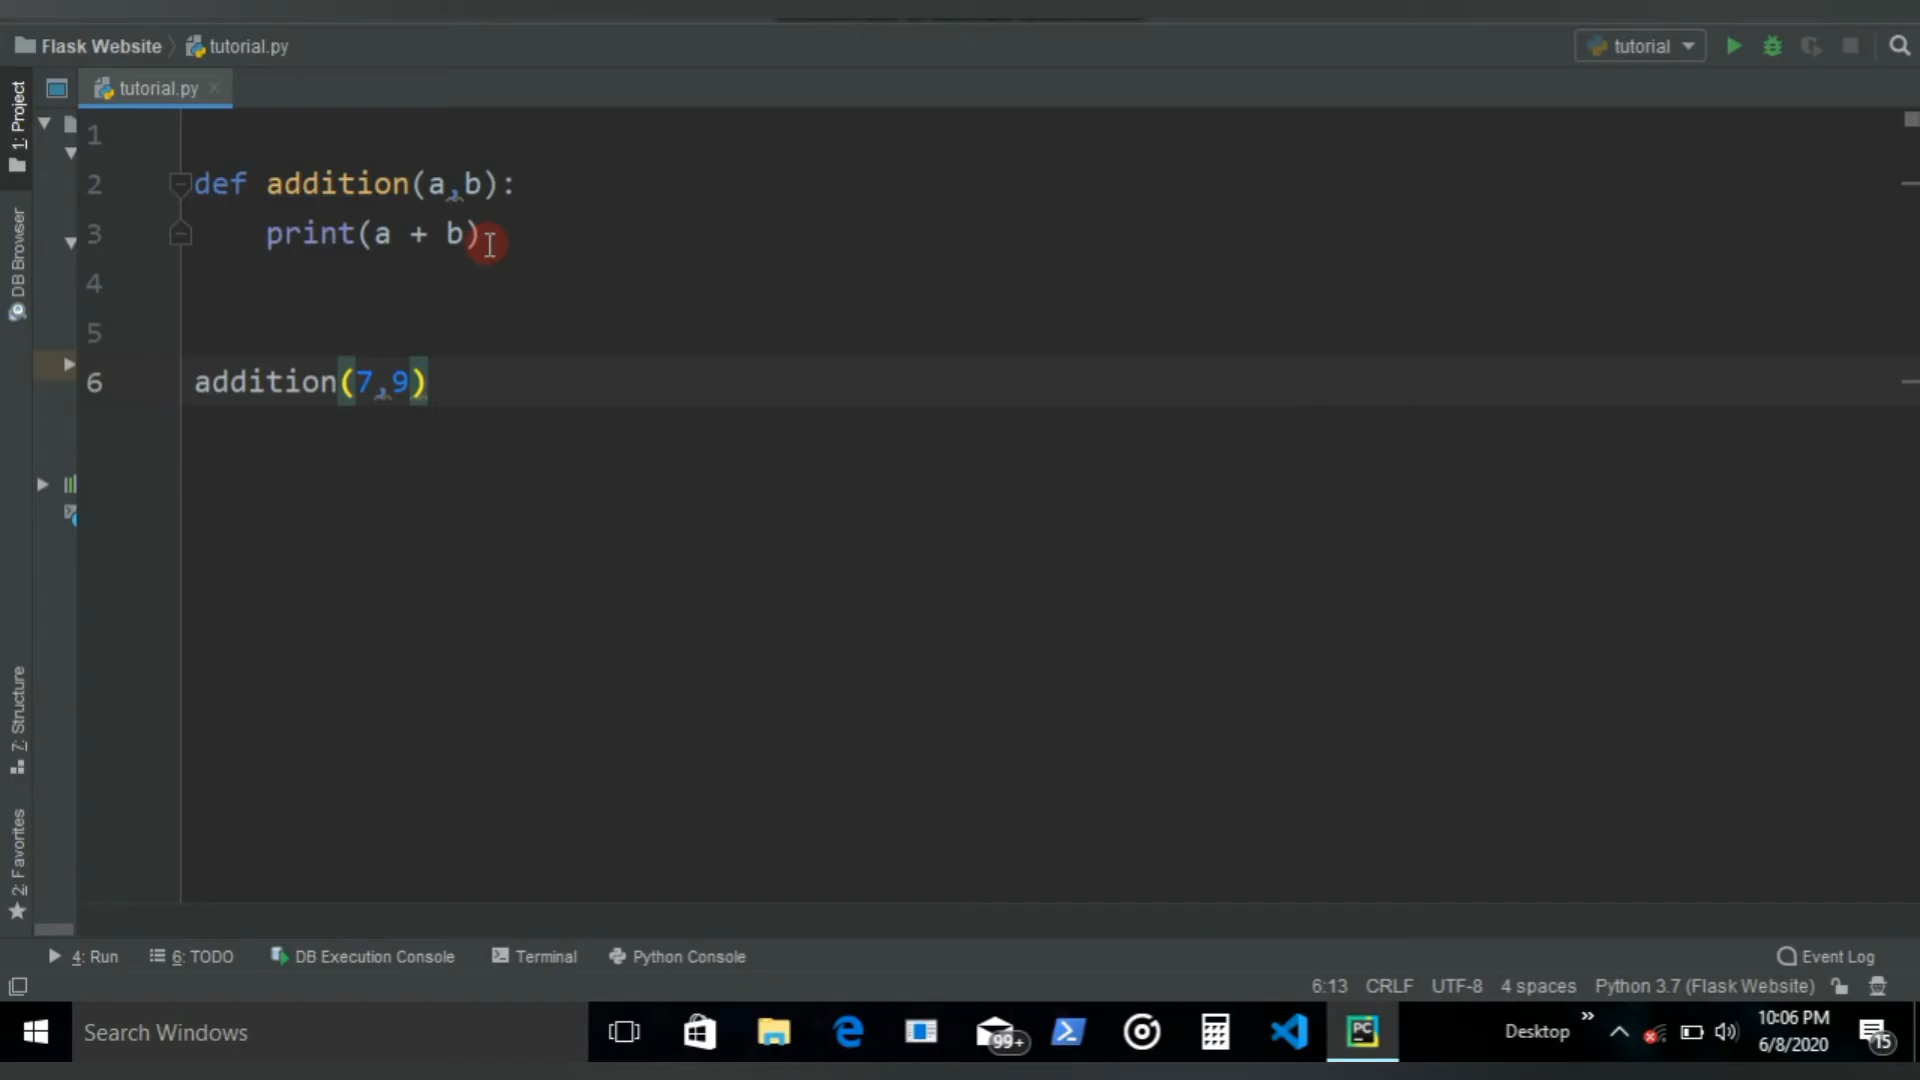 Flask Website
tutorial.py
tutorial
1: Project
tutorial.py
1
2 def addition(a,b):
3 print(a + b)
4
5
6 addition(7,9)
DB Browser
7: Structure
2: Favorites
4: Run
6: TODO
DB Execution Console
Terminal
Python Console
Event Log
6:13
CRLF
UTF-8
4 spaces
Python 3.7 (Flask Website)
Search Windows
99+
PC
Desktop
10:06 PM
6/8/2020
15